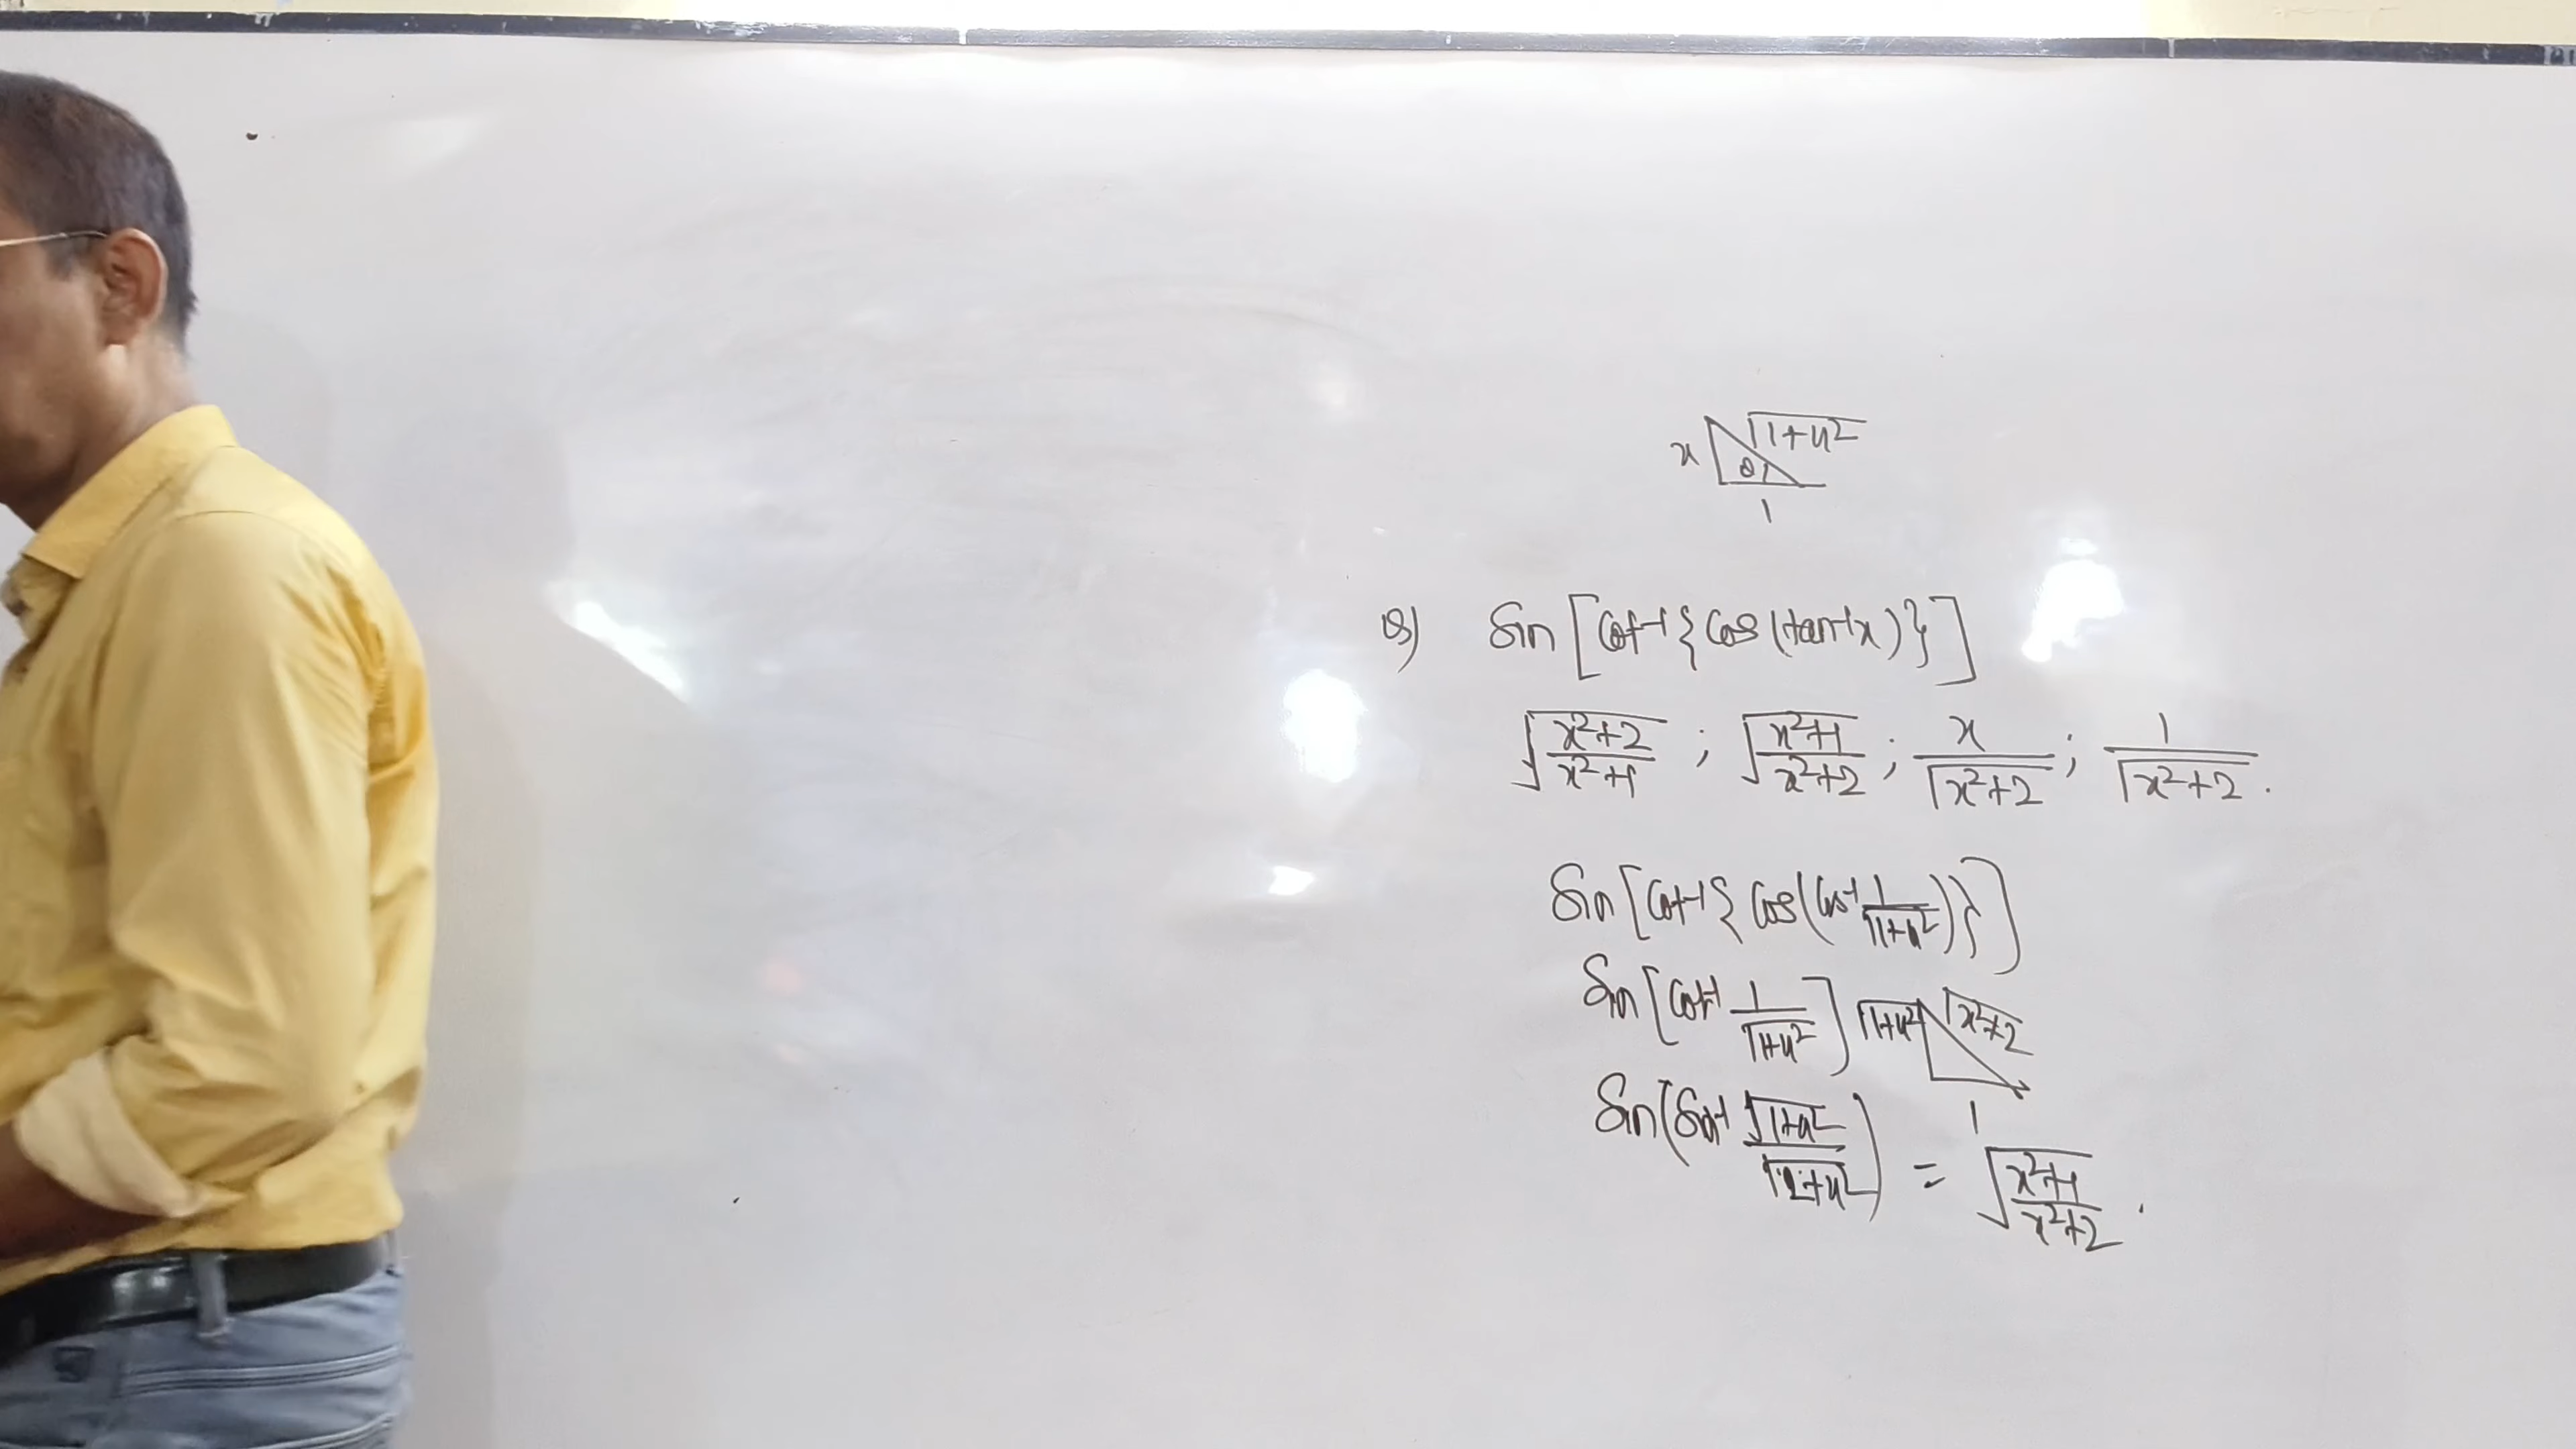 x √1+x²
θ
1
Q) Sin [Cot⁻¹{Cos(tan⁻¹x)}]
√(x²+2)/(x²+1) ; √(x²+1)/(x²+2) ; x/√(x²+2) ; 1/√(x²+2) .
Sin [Cot⁻¹{Cos(Cos⁻¹ 1/√(1+x²))}]
Sin [Cot⁻¹ 1/√(1+x²)] √1+x² √x²+2
1
Sin(Sin⁻¹ √(1+x²)/√(2+x²)) = √(x²+1)/(x²+2) .